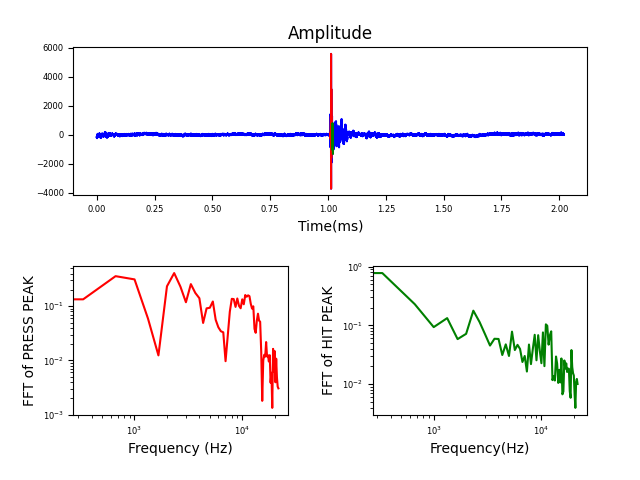 Amplitude
6000
4000
2000
0
−2000
−4000
0.00 0.25 0.50 0.75 1.00 1.25 1.50 1.75 2.00
Time(ms)
FFT of PRESS PEAK
10⁻¹
10⁻²
10⁻³
10³ 10⁴
Frequency (Hz)
FFT of HIT PEAK
10⁰
10⁻¹
10⁻²
10³ 10⁴
Frequency(Hz)